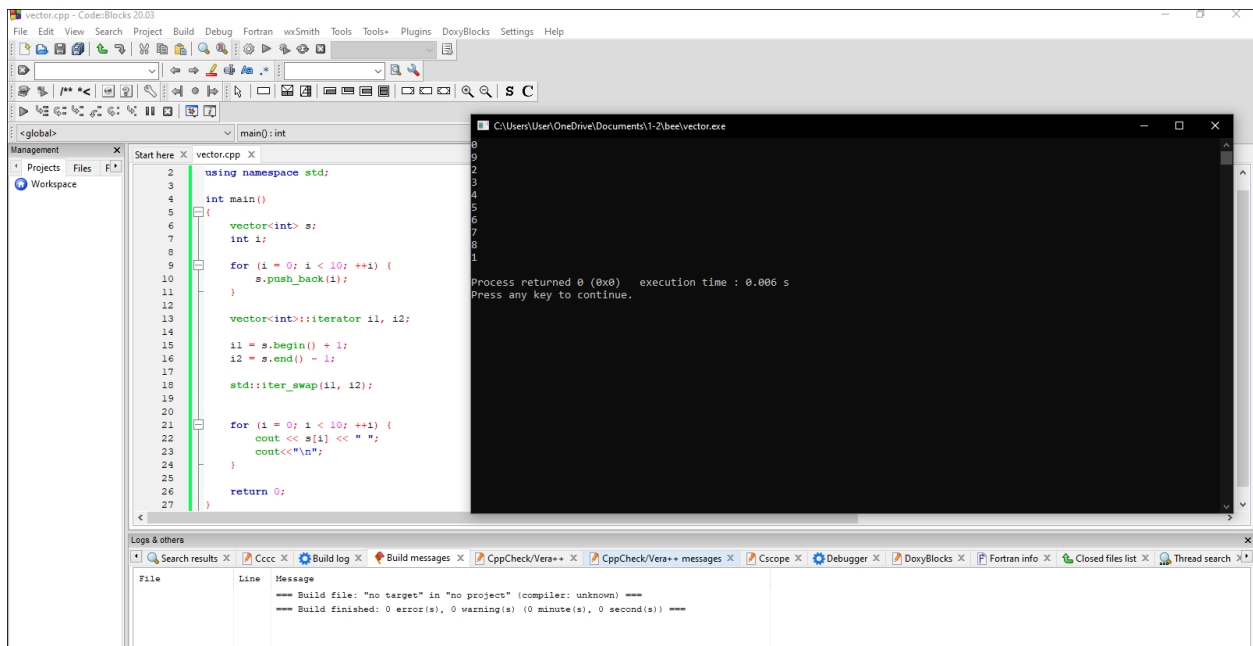 vector.cpp - Code::Blocks 20.03
File Edit View Search Project Build Debug Fortran wxSmith Tools Tools+ Plugins DoxyBlocks Settings Help
/** *<
S C
<global>
main() : int
Management
Projects Files F
Workspace
Start here vector.cpp
2 using namespace std;
3
4 int main()
5 {
6 vector<int> s;
7 int i;
8
9 for (i = 0; i < 10; ++i) {
10 s.push_back(i);
11 }
12
13 vector<int>::iterator i1, i2;
14
15 i1 = s.begin() + 1;
16 i2 = s.end() - 1;
17
18 std::iter_swap(i1, i2);
19
20
21 for (i = 0; i < 10; ++i) {
22 cout << s[i] << " ";
23 cout<<"\n";
24 }
25
26 return 0;
27 }
C:\Users\User\OneDrive\Documents\1-2\bee\vector.exe
0
9
2
3
4
5
6
7
8
1
Process returned 0 (0x0) execution time : 0.006 s
Press any key to continue.
Logs & others
Search results Cccc Build log Build messages CppCheck/Vera++ CppCheck/Vera++ messages Cscope Debugger DoxyBlocks Fortran info Closed files list Thread search
File Line Message
=== Build file: "no target" in "no project" (compiler: unknown) ===
=== Build finished: 0 error(s), 0 warning(s) (0 minute(s), 0 second(s)) ===